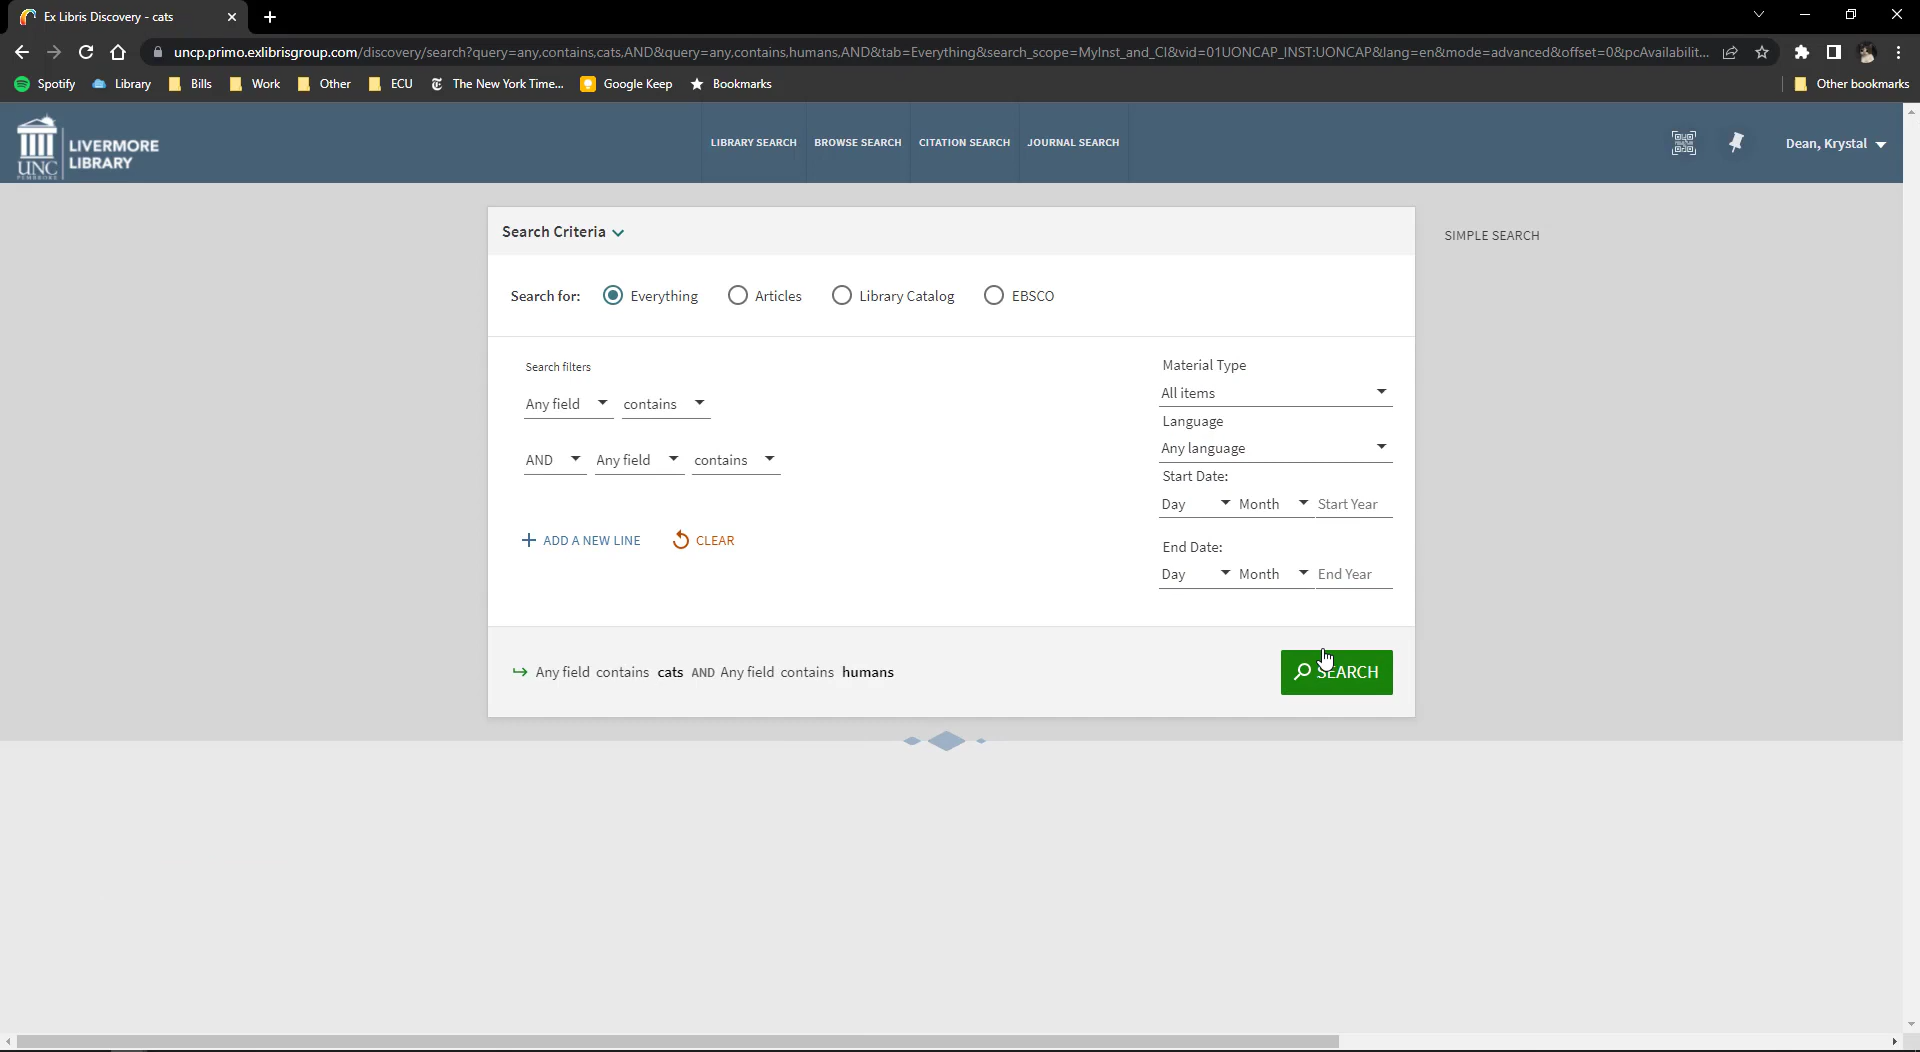 Ex Libris Discovery - cats
uncp.primo.exlibrisgroup.com/discovery/search?query=any,contains,cats,AND&query=any,contains,humans,AND&tab=Everything&search_scope=MyInst_and_CI&vid=01UONCAP_INST:UONCAP&lang=en&mode=advanced&offset=0&pcAvailabilit...
Spotify Library Bills Work Other ECU The New York Time... Google Keep Bookmarks Other bookmarks
UNC PEMBROKE LIVERMORE LIBRARY
LIBRARY SEARCH BROWSE SEARCH CITATION SEARCH JOURNAL SEARCH
Dean, Krystal
Search Criteria
SIMPLE SEARCH
Search for: Everything Articles Library Catalog EBSCO
Search filters
Any field contains
AND Any field contains
+ ADD A NEW LINE CLEAR
Material Type
All items
Language
Any language
Start Date:
Day Month Start Year
End Date:
Day Month End Year
Any field contains cats AND Any field contains humans
SEARCH